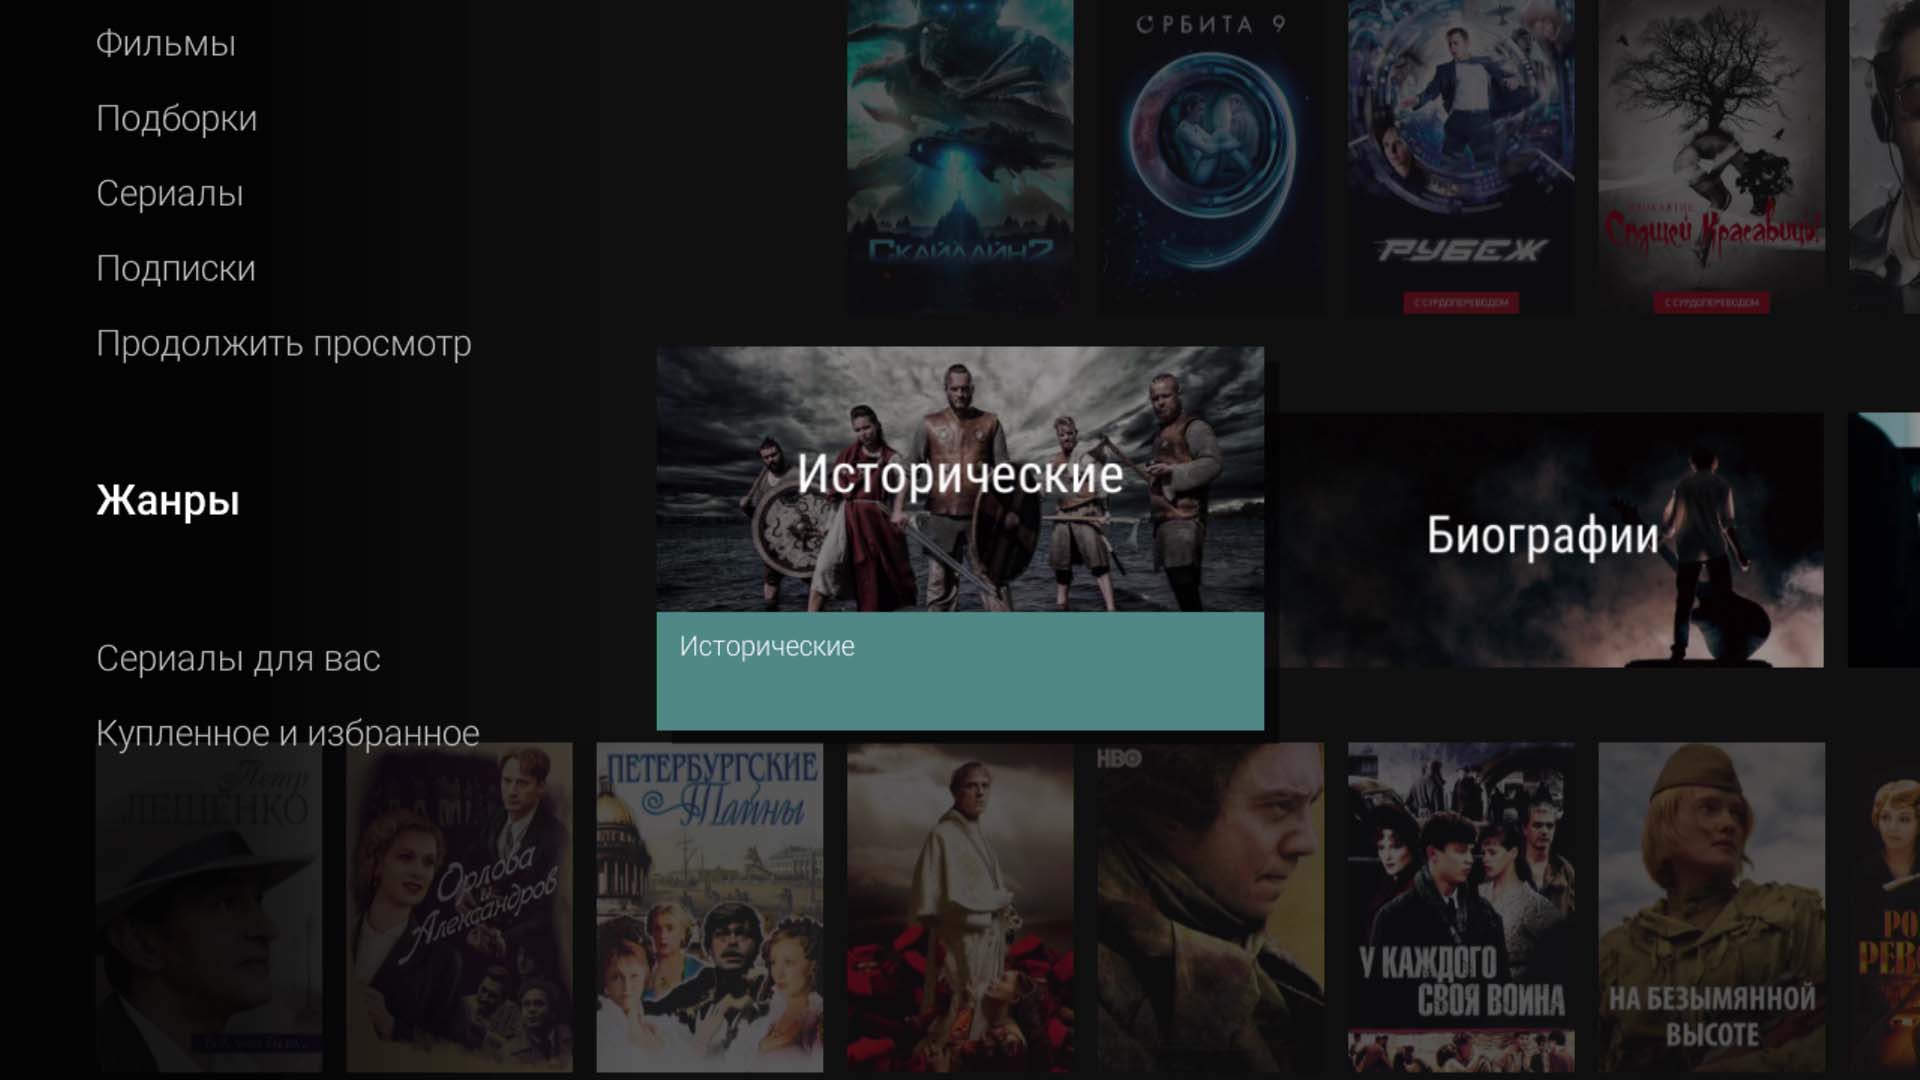 Фильмы
Подборки
Сериалы
Подписки
Продолжить просмотр
Жанры
Сериалы для вас
Купленное и избранное
СКАЙЛАЙН 2
ОРБИТА 9
РУБЕЖ
С СУРДОПЕРЕВОДОМ
ПРОКЛЯТИЕ
Спящей Красавицы
С СУРДОПЕРЕВОДОМ
Исторические
Исторические
Биографии
Петр
ЛЕЩЕНКО
Орлова
и
Александров
ПЕТЕРБУРГСКИЕ
Тайны
HBO
У КАЖДОГО
СВОЯ ВОЙНА
НА БЕЗЫМЯННОЙ
ВЫСОТЕ
РО
РЕВ